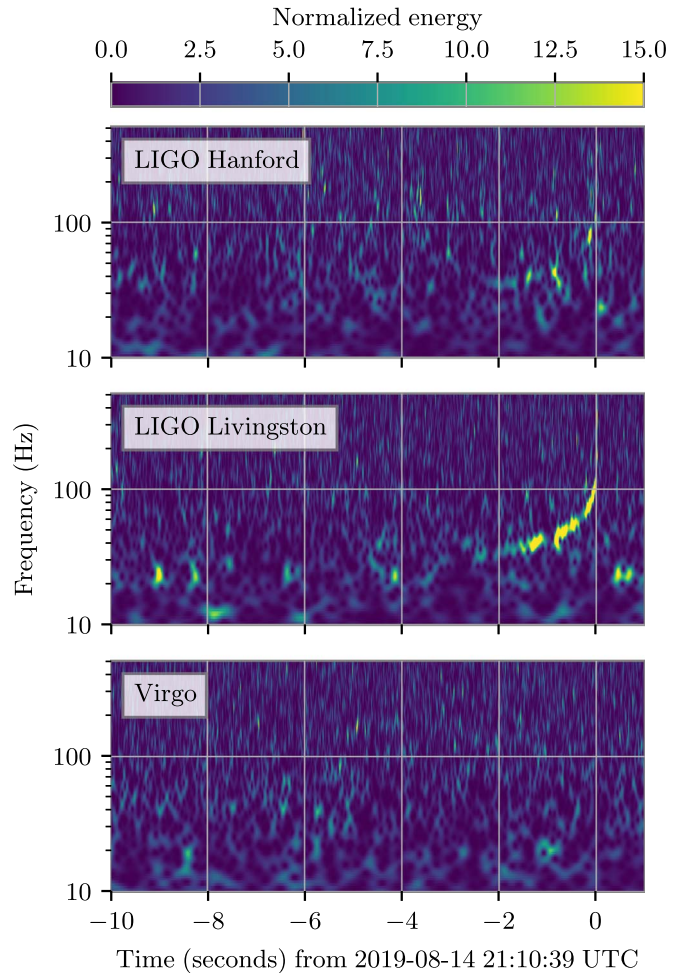 Normalized energy
0.0 2.5 5.0 7.5 10.0 12.5 15.0
LIGO Hanford
100
10
LIGO Livingston
100
10
Frequency (Hz)
Virgo
100
10
−10 −8 −6 −4 −2 0
Time (seconds) from 2019-08-14 21:10:39 UTC